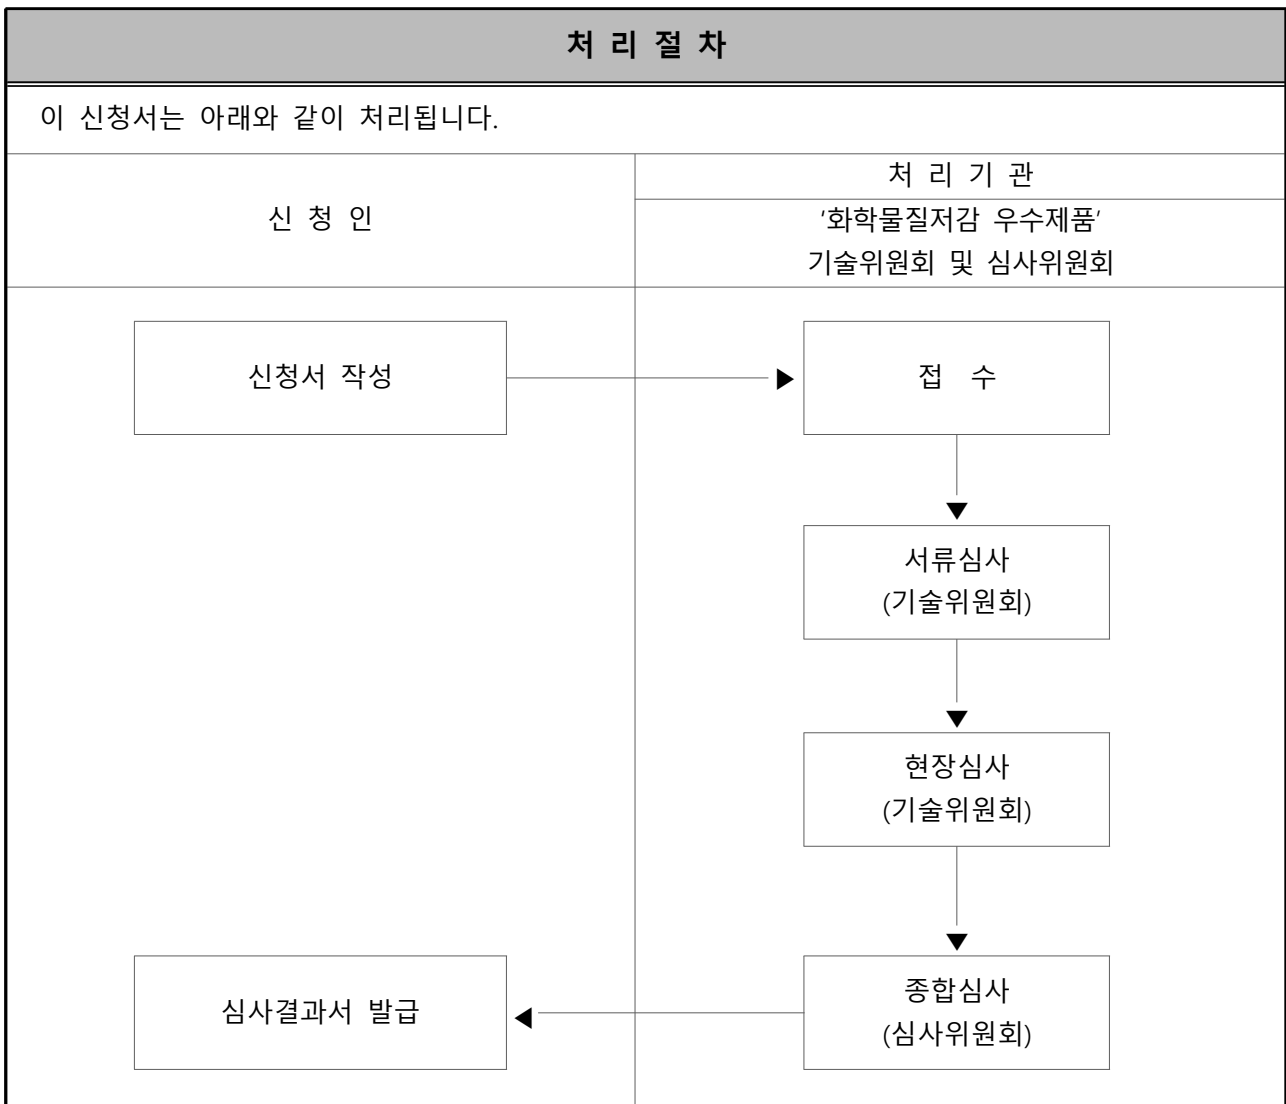 처 리 절 차
이 신청서는 아래와 같이 처리됩니다.
신 청 인
처 리 기 관
'화학물질저감 우수제품'
기술위원회 및 심사위원회
신청서 작성
접 수
서류심사
(기술위원회)
현장심사
(기술위원회)
종합심사
(심사위원회)
심사결과서 발급